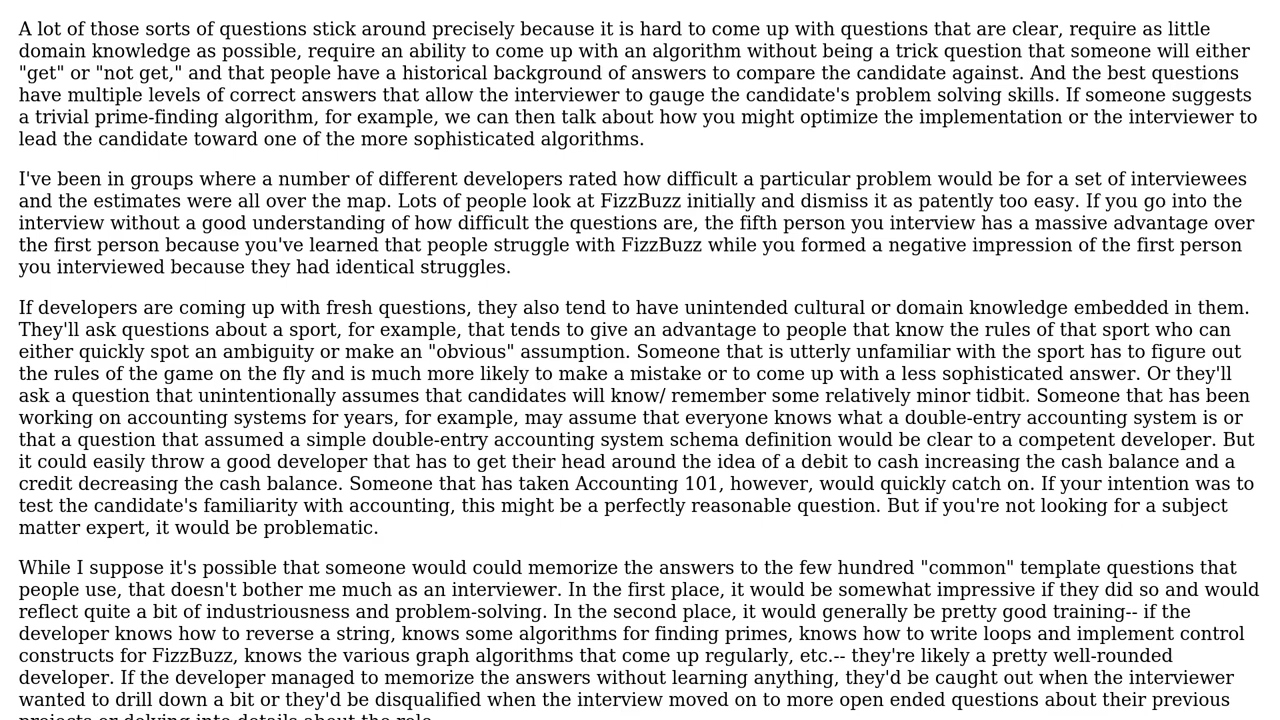 A lot of those sorts of questions stick around precisely because it is hard to come up with questions that are clear, require as little
domain knowledge as possible, require an ability to come up with an algorithm without being a trick question that someone will either
"get" or "not get," and that people have a historical background of answers to compare the candidate against. And the best questions
have multiple levels of correct answers that allow the interviewer to gauge the candidate's problem solving skills. If someone suggests
a trivial prime-finding algorithm, for example, we can then talk about how you might optimize the implementation or the interviewer to
lead the candidate toward one of the more sophisticated algorithms.
I've been in groups where a number of different developers rated how difficult a particular problem would be for a set of interviewees
and the estimates were all over the map. Lots of people look at FizzBuzz initially and dismiss it as patently too easy. If you go into the
interview without a good understanding of how difficult the questions are, the fifth person you interview has a massive advantage over
the first person because you've learned that people struggle with FizzBuzz while you formed a negative impression of the first person
you interviewed because they had identical struggles.
If developers are coming up with fresh questions, they also tend to have unintended cultural or domain knowledge embedded in them.
They'll ask questions about a sport, for example, that tends to give an advantage to people that know the rules of that sport who can
either quickly spot an ambiguity or make an "obvious" assumption. Someone that is utterly unfamiliar with the sport has to figure out
the rules of the game on the fly and is much more likely to make a mistake or to come up with a less sophisticated answer. Or they'll
ask a question that unintentionally assumes that candidates will know/ remember some relatively minor tidbit. Someone that has been
working on accounting systems for years, for example, may assume that everyone knows what a double-entry accounting system is or
that a question that assumed a simple double-entry accounting system schema definition would be clear to a competent developer. But
it could easily throw a good developer that has to get their head around the idea of a debit to cash increasing the cash balance and a
credit decreasing the cash balance. Someone that has taken Accounting 101, however, would quickly catch on. If your intention was to
test the candidate's familiarity with accounting, this might be a perfectly reasonable question. But if you're not looking for a subject
matter expert, it would be problematic.
While I suppose it's possible that someone would could memorize the answers to the few hundred "common" template questions that
people use, that doesn't bother me much as an interviewer. In the first place, it would be somewhat impressive if they did so and would
reflect quite a bit of industriousness and problem-solving. In the second place, it would generally be pretty good training-- if the
developer knows how to reverse a string, knows some algorithms for finding primes, knows how to write loops and implement control
constructs for FizzBuzz, knows the various graph algorithms that come up regularly, etc.-- they're likely a pretty well-rounded
developer. If the developer managed to memorize the answers without learning anything, they'd be caught out when the interviewer
wanted to drill down a bit or they'd be disqualified when the interview moved on to more open ended questions about their previous
projects or delving into details about the role.